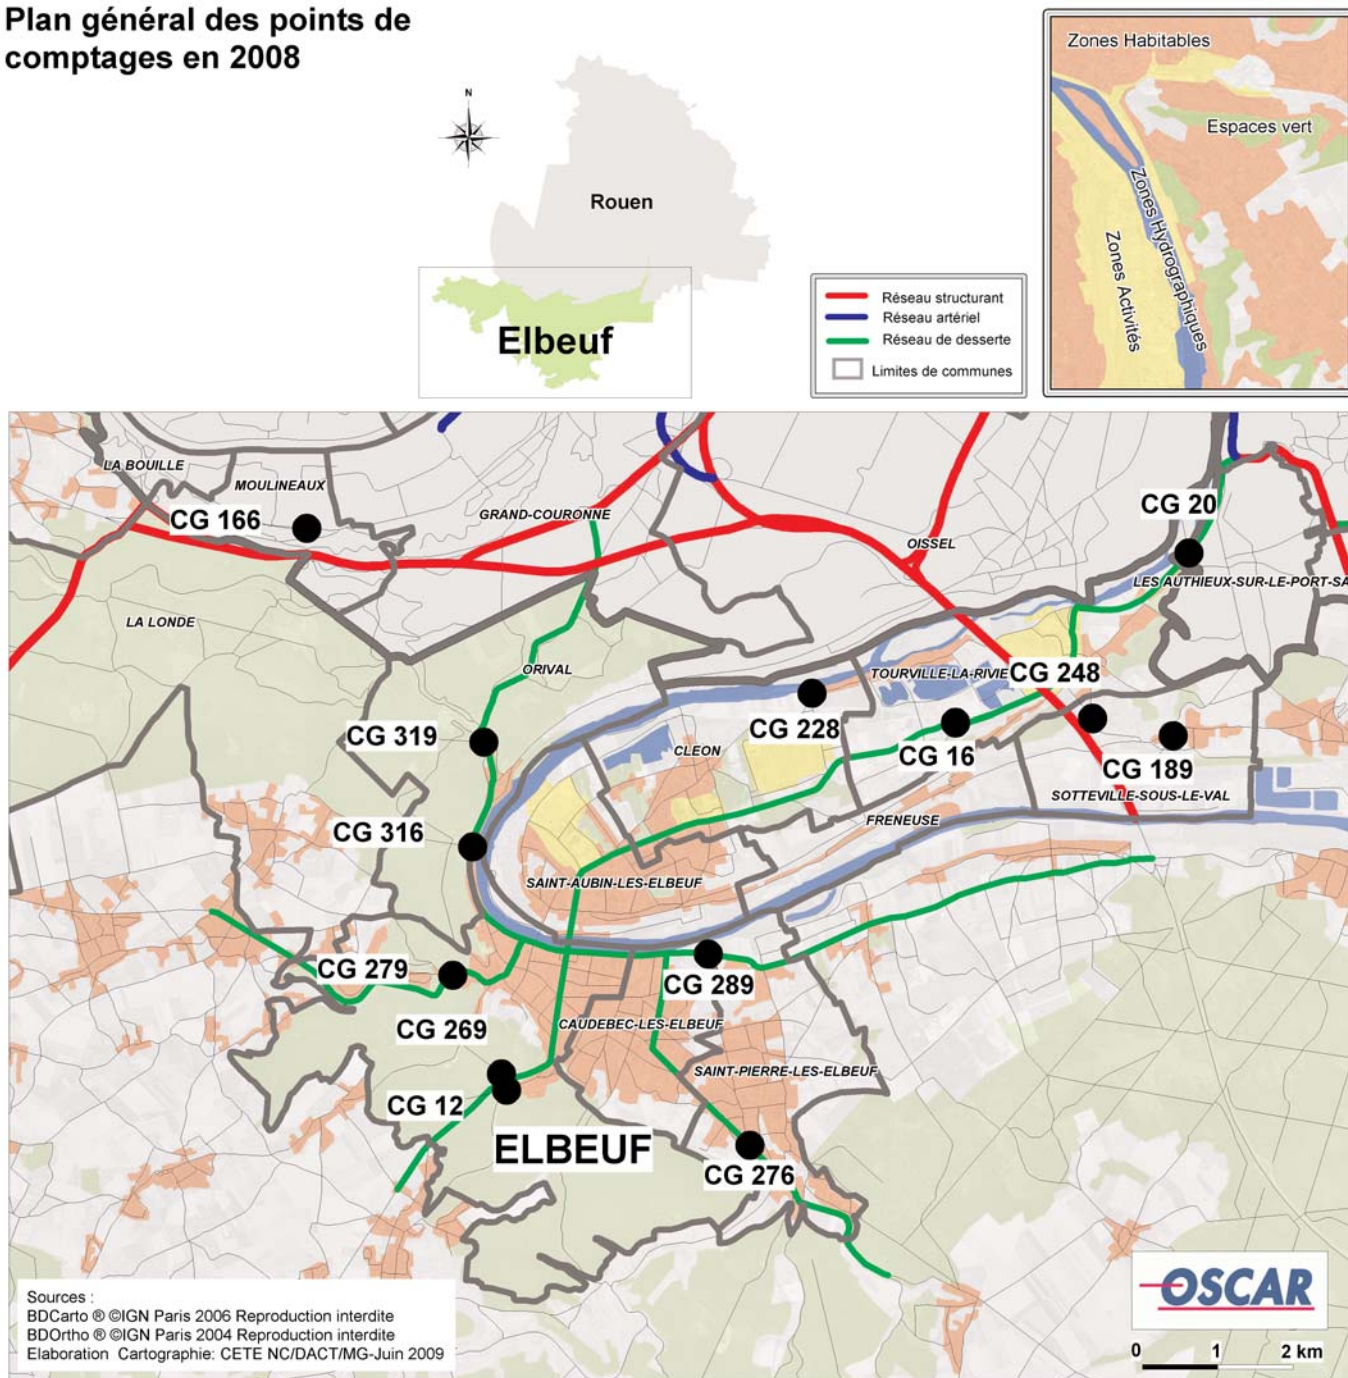 Plan général des points de
comptages en 2008
N
Rouen
Elbeuf
Réseau structurant
Réseau artériel
Réseau de desserte
Limites de communes
Zones Habitables
Espaces vert
Zones Hydrographiques
Zones Activités
LA BOUILLE
MOULINEAUX
CG 166
GRAND-COURONNE
CG 20
OISSEL
LES AUTHIEUX-SUR-LE-PORT-SA
LA LONDE
ORIVAL
TOURVILLE-LA-RIVIE
CG 248
CG 319
CG 228
CLEON
CG 16
CG 189
SOTTEVILLE-SOUS-LE-VAL
CG 316
FRENEUSE
SAINT-AUBIN-LES-ELBEUF
CG 279
CG 289
CG 269
CAUDEBEC-LES-ELBEUF
SAINT-PIERRE-LES-ELBEUF
CG 12
ELBEUF
CG 276
Sources :
BDCarto ® ©IGN Paris 2006 Reproduction interdite
BDOrtho ® ©IGN Paris 2004 Reproduction interdite
Elaboration Cartographie: CETE NC/DACT/MG-Juin 2009
OSCAR
0 1 2 km